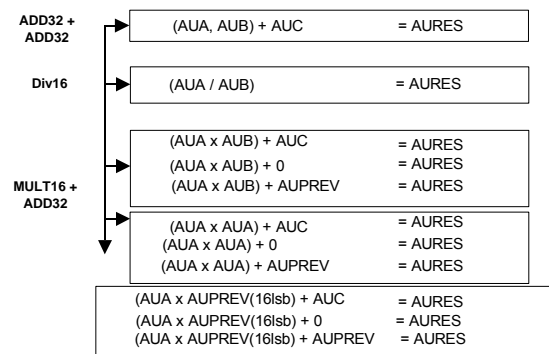 ADD32 +
ADD32
(AUA, AUB) + AUC = AURES
Div16
(AUA / AUB) = AURES
MULT16 +
ADD32
(AUA x AUB) + AUC = AURES
(AUA x AUB) + 0 = AURES
(AUA x AUB) + AUPREV = AURES
(AUA x AUA) + AUC = AURES
(AUA x AUA) + 0 = AURES
(AUA x AUA) + AUPREV = AURES
(AUA x AUPREV(16lsb) + AUC = AURES
(AUA x AUPREV(16lsb) + 0 = AURES
(AUA x AUPREV(16lsb) + AUPREV = AURES